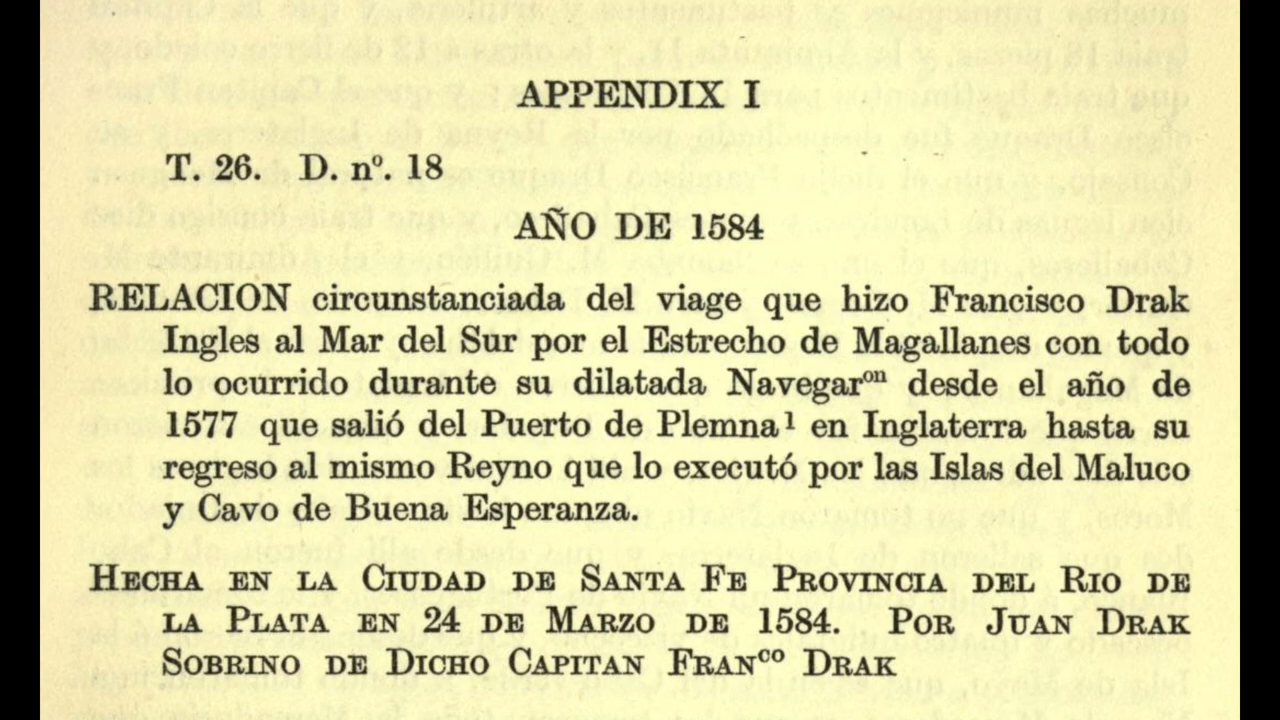 APPENDIX I
T. 26. D. nº. 18
AÑO DE 1584
RELACION circunstanciada del viage que hizo Francisco Drak
Ingles al Mar del Sur por el Estrecho de Magallanes con todo
lo ocurrido durante su dilatada Navegarᵒⁿ desde el año de
1577 que salió del Puerto de Plemna¹ en Inglaterra hasta su
regreso al mismo Reyno que lo executó por las Islas del Maluco
y Cavo de Buena Esperanza.
HECHA EN LA CIUDAD DE SANTA FE PROVINCIA DEL RIO DE
LA PLATA EN 24 DE MARZO DE 1584. POR JUAN DRAK
SOBRINO DE DICHO CAPITAN FRANᶜᵒ DRAK